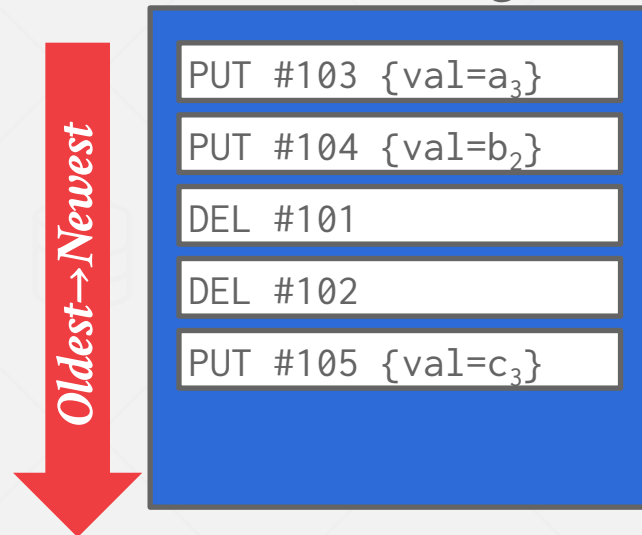 PUT #103 {val=a₃}
PUT #104 {val=b₂}
DEL #101
DEL #102
PUT #105 {val=c₃}
Oldest→Newest